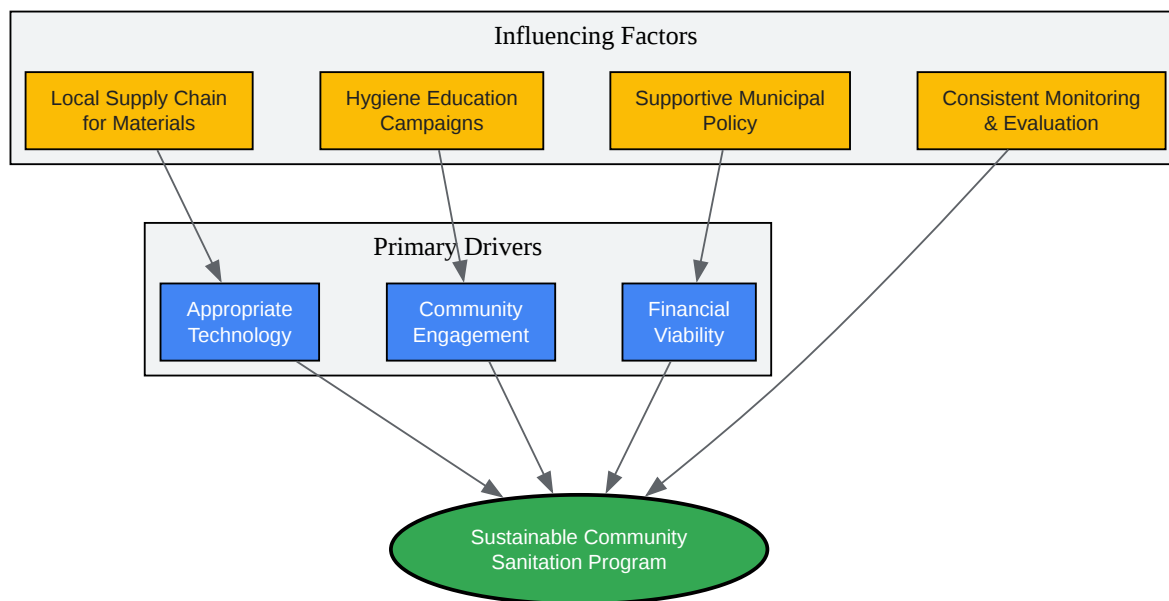 Influencing Factors
Local Supply Chain
for Materials
Hygiene Education
Campaigns
Supportive Municipal
Policy
Consistent Monitoring
& Evaluation
Primary Drivers
Appropriate
Technology
Community
Engagement
Financial
Viability
Sustainable Community
Sanitation Program